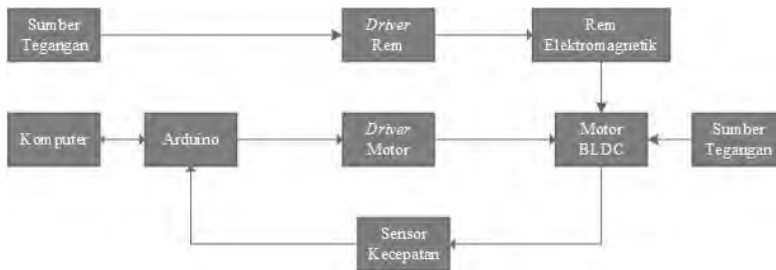 Sumber
Tegangan
Driver
Rem
Rem
Elektromagnetik
Komputer
Arduino
Driver
Motor
Motor
BLDC
Sumber
Tegangan
Sensor
Kecepatan